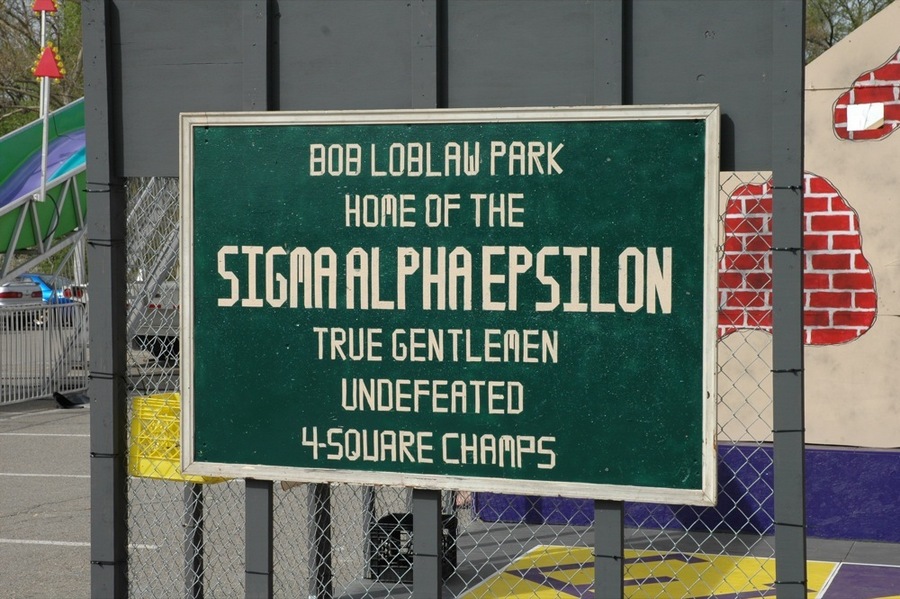 BOB LOBLAW PARK
HOME OF THE
SIGMA ALPHA EPSILON
TRUE GENTLEMEN
UNDEFEATED
4-SQUARE CHAMPS